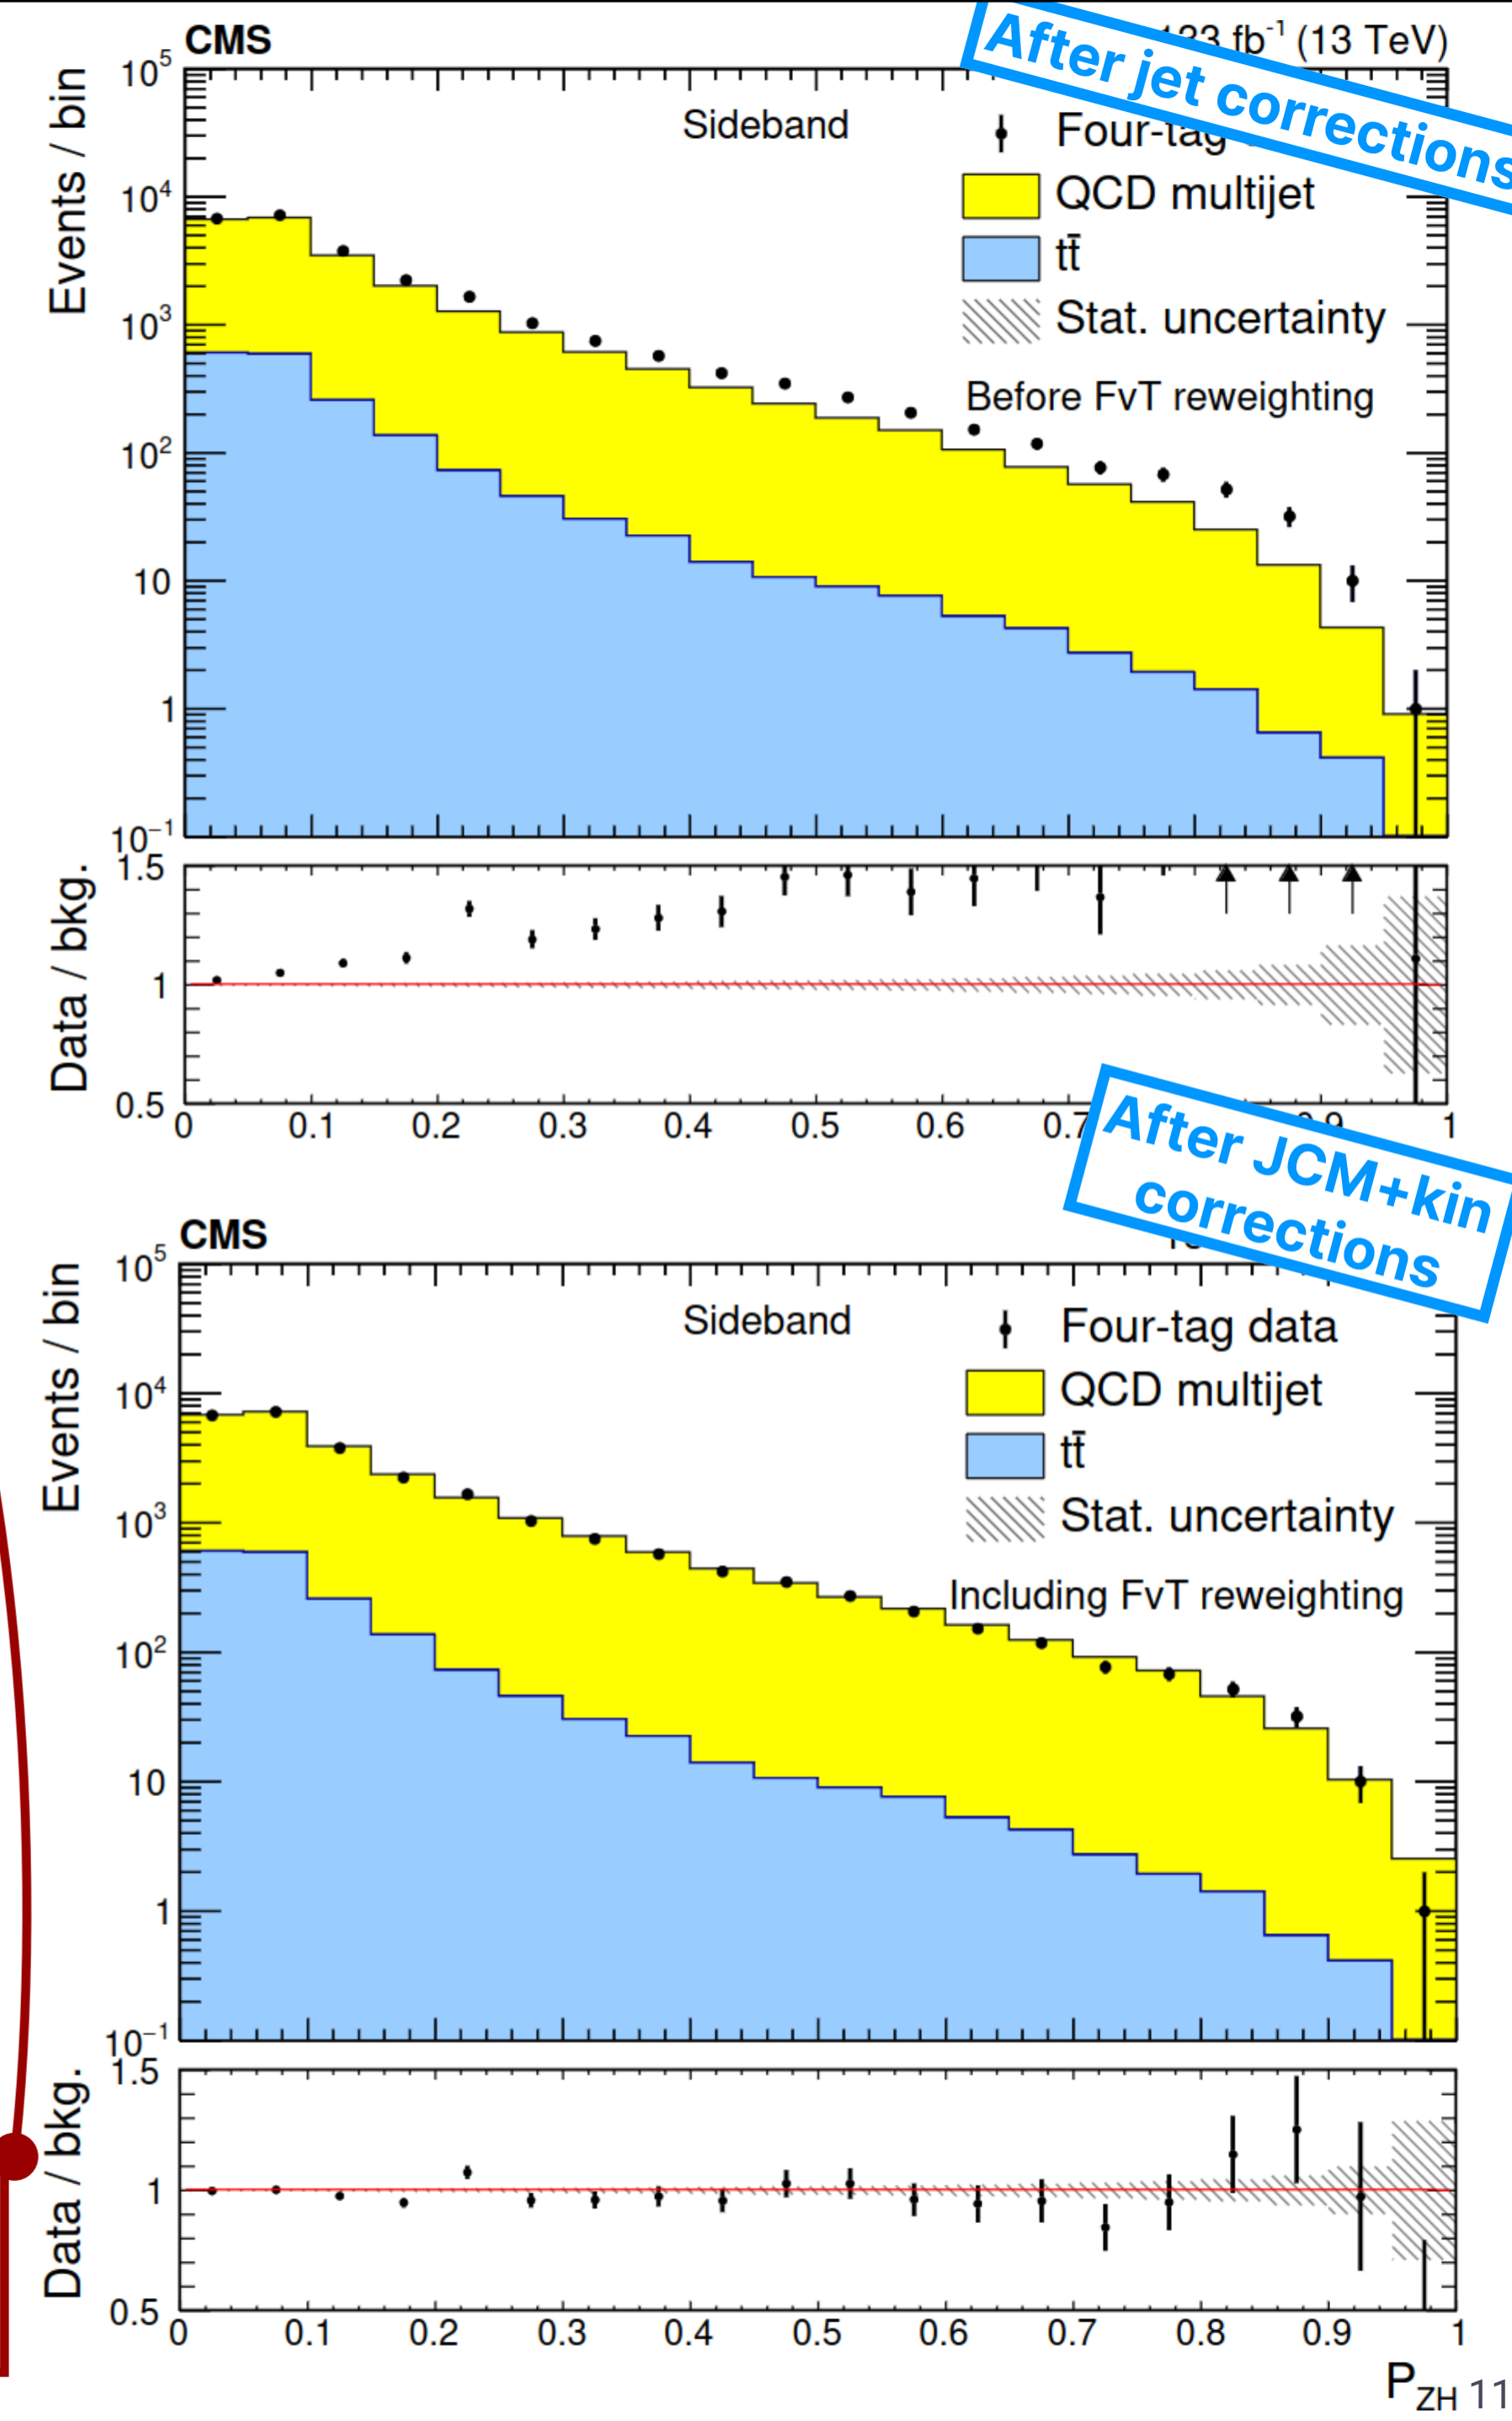 CMS
fb⁻¹ (13 TeV)
After jet corrections
10⁵
Sideband
Four-tag
QCD multijet
tt̄
Stat. uncertainty
Before FvT reweighting
Events / bin
10⁴
10³
10²
10
1
10⁻¹
1.5
1
0.5
Data / bkg.
0 0.1 0.2 0.3 0.4 0.5 0.6 0.7 1
After JCM+kin
corrections
CMS
10⁵
Sideband
Four-tag data
QCD multijet
tt̄
Stat. uncertainty
Including FvT reweighting
Events / bin
10⁴
10³
10²
10
1
10⁻¹
1.5
1
0.5
Data / bkg.
0 0.1 0.2 0.3 0.4 0.5 0.6 0.7 0.8 0.9 1
P_ZH
11